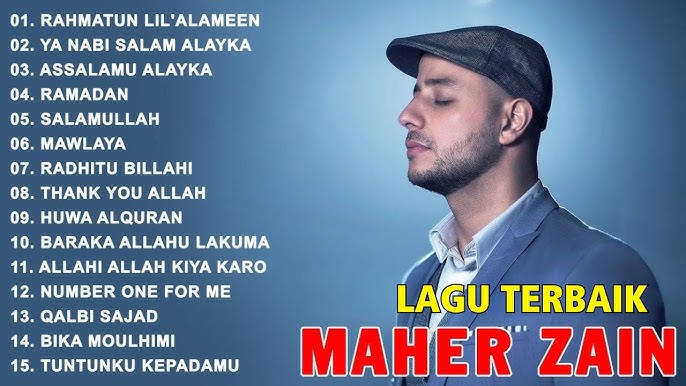 01. RAHMATUN LIL'ALAMEEN
02. YA NABI SALAM ALAYKA
03. ASSALAMU ALAYKA
04. RAMADAN
05. SALAMULLAH
06. MAWLAYA
07. RADHITU BILLAHI
08. THANK YOU ALLAH
09. HUWA ALQURAN
10. BARAKA ALLAHU LAKUMA
11. ALLAHI ALLAH KIYA KARO
12. NUMBER ONE FOR ME
13. QALBI SAJAD
14. BIKA MOULHIMI
15. TUNTUNKU KEPADAMU
LAGU TERBAIK
MAHER ZAIN